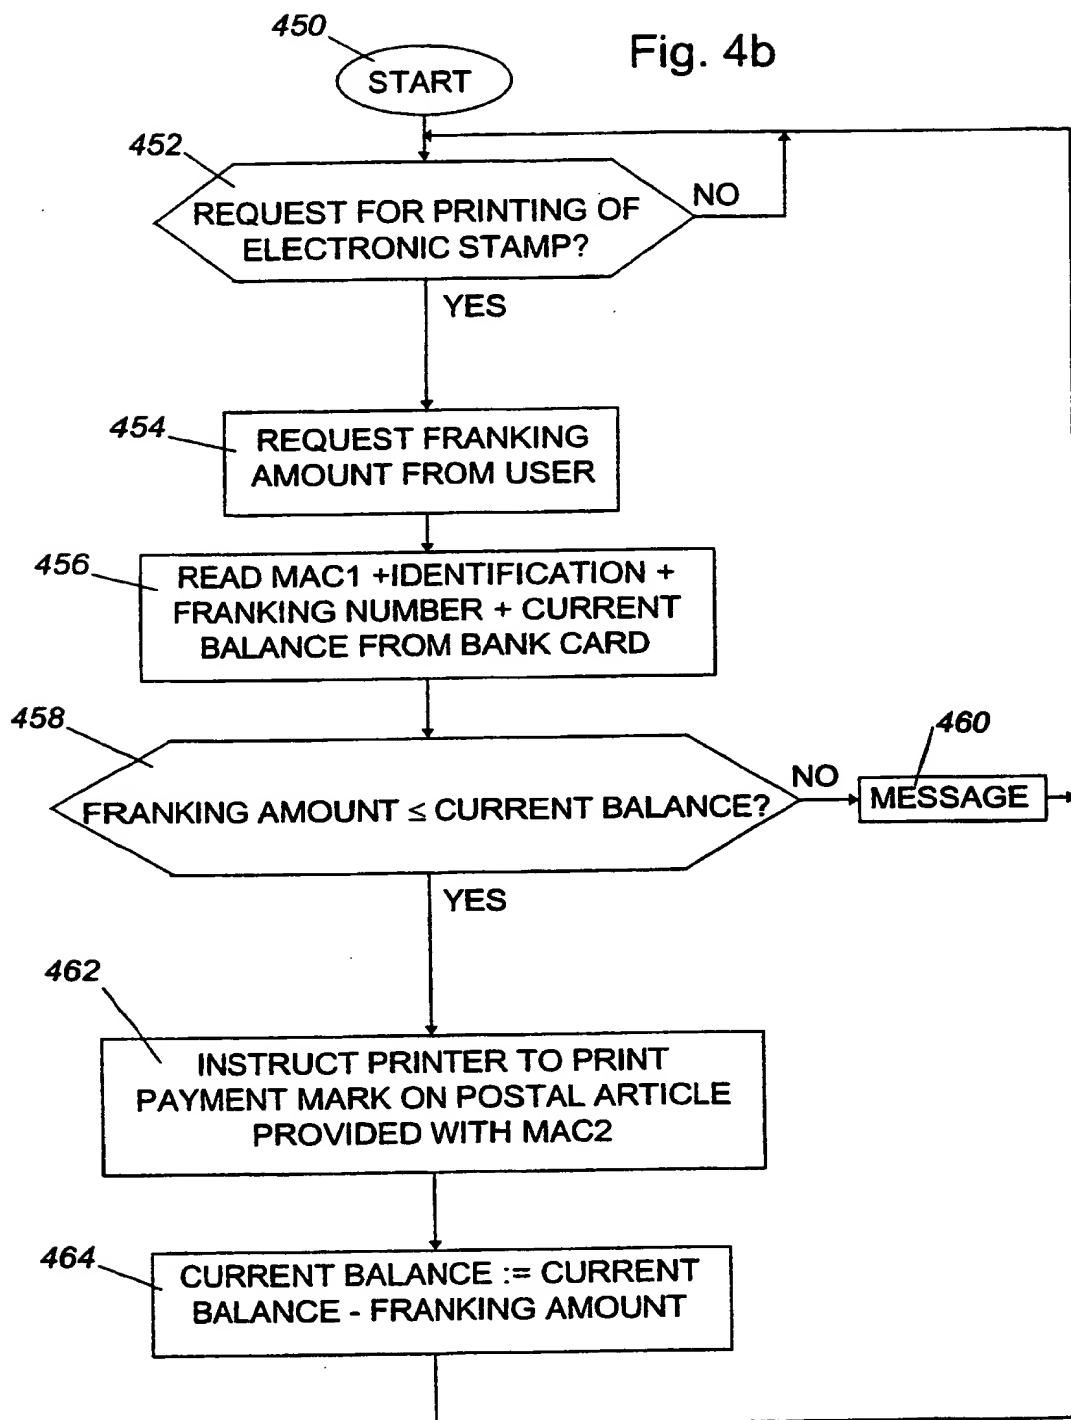 450
Fig. 4b
START
452
REQUEST FOR PRINTING OF
ELECTRONIC STAMP?
NO
YES
454
REQUEST FRANKING
AMOUNT FROM USER
456
READ MAC1 +IDENTIFICATION +
FRANKING NUMBER + CURRENT
BALANCE FROM BANK CARD
458
FRANKING AMOUNT ≤ CURRENT BALANCE?
NO
460
MESSAGE
YES
462
INSTRUCT PRINTER TO PRINT
PAYMENT MARK ON POSTAL ARTICLE
PROVIDED WITH MAC2
464
CURRENT BALANCE := CURRENT
BALANCE - FRANKING AMOUNT